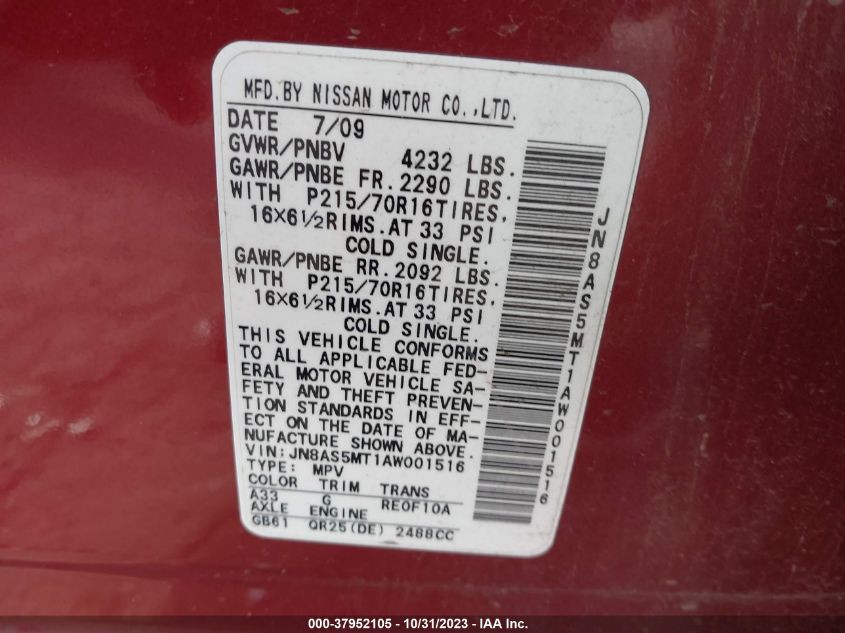 MFD.BY NISSAN MOTOR CO.,LTD.
DATE 7/09
GVWR/PNBV 4232 LBS.
GAWR/PNBE FR.2290 LBS.
WITH P215/70R16TIRES,
16X6½RIMS.AT 33 PSI
COLD SINGLE.
GAWR/PNBE RR.2092 LBS.
WITH P215/70R16TIRES,
16X6½RIMS.AT 33 PSI
COLD SINGLE.
THIS VEHICLE CONFORMS
TO ALL APPLICABLE FED-
ERAL MOTOR VEHICLE SA-
FETY AND THEFT PREVEN-
TION STANDARDS IN EFF-
ECT ON THE DATE OF MA-
NUFACTURE SHOWN ABOVE.
VIN:JN8AS5MT1AW001516
TYPE: MPV
COLOR TRIM TRANS
A33 G RE0F10A
AXLE ENGINE
GB61 QR25(DE) 2488CC
JN8AS5MT1AW001516
000-37952105 - 10/31/2023 - IAA Inc.